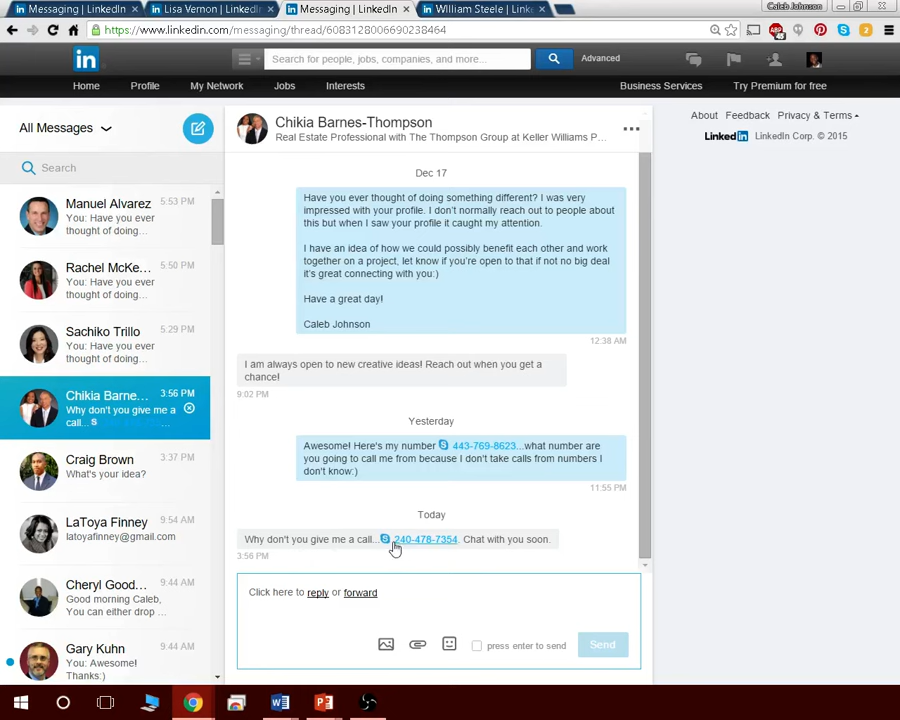 Messaging | LinkedIn
Lisa Vernon | LinkedIn
Messaging | LinkedIn
William Steele | Linke
Caleb Johnson
https://www.linkedin.com/messaging/thread/6083128006690238464
in
Search for people, jobs, companies, and more...
Advanced
Home Profile My Network Jobs Interests Business Services Try Premium for free
All Messages
Search
Manuel Alvarez 5:53 PM
You: Have you ever
thought of doing...
Rachel McKe... 5:50 PM
You: Have you ever
thought of doing...
Sachiko Trillo 5:29 PM
You: Have you ever
thought of doing...
Chikia Barne... 3:56 PM
Why don't you give me a
call... S ...
Craig Brown 3:37 PM
What's your idea?
LaToya Finney 9:54 AM
latoyafinney@gmail.com
Cheryl Good... 9:44 AM
Good morning Caleb,
You can either drop ...
Gary Kuhn 9:44 AM
You: Awesome!
Thanks:)
Chikia Barnes-Thompson
Real Estate Professional with The Thompson Group at Keller Williams P...
Dec 17
Have you ever thought of doing something different? I was very
impressed with your profile. I don't normally reach out to people about
this but when I saw your profile it caught my attention.
I have an idea of how we could possibly benefit each other and work
together on a project, let know if you're open to that if not no big deal
it's great connecting with you:)
Have a great day!
Caleb Johnson
12:38 AM
I am always open to new creative ideas! Reach out when you get a
chance!
9:02 PM
Yesterday
Awesome! Here's my number 443-769-8623...what number are
you going to call me from because I don't take calls from numbers I
don't know:)
11:55 PM
Today
Why don't you give me a call... 240-478-7354. Chat with you soon.
3:56 PM
Click here to reply or forward
press enter to send
Send
About Feedback Privacy & Terms
Linked in LinkedIn Corp. © 2015